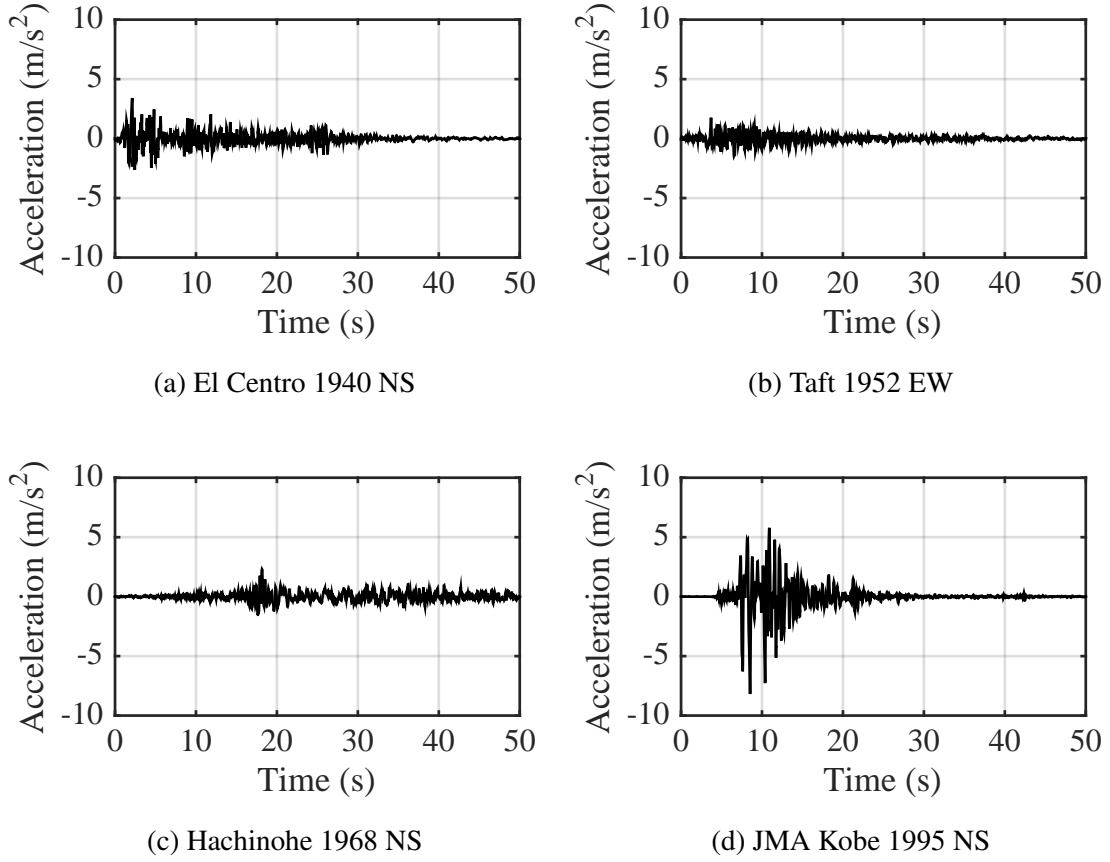 10
5
0
-5
-10
Acceleration (m/s²)
0 10 20 30 40 50
Time (s)
(a) El Centro 1940 NS
10
5
0
-5
-10
Acceleration (m/s²)
0 10 20 30 40 50
Time (s)
(b) Taft 1952 EW
10
5
0
-5
-10
Acceleration (m/s²)
0 10 20 30 40 50
Time (s)
(c) Hachinohe 1968 NS
10
5
0
-5
-10
Acceleration (m/s²)
0 10 20 30 40 50
Time (s)
(d) JMA Kobe 1995 NS